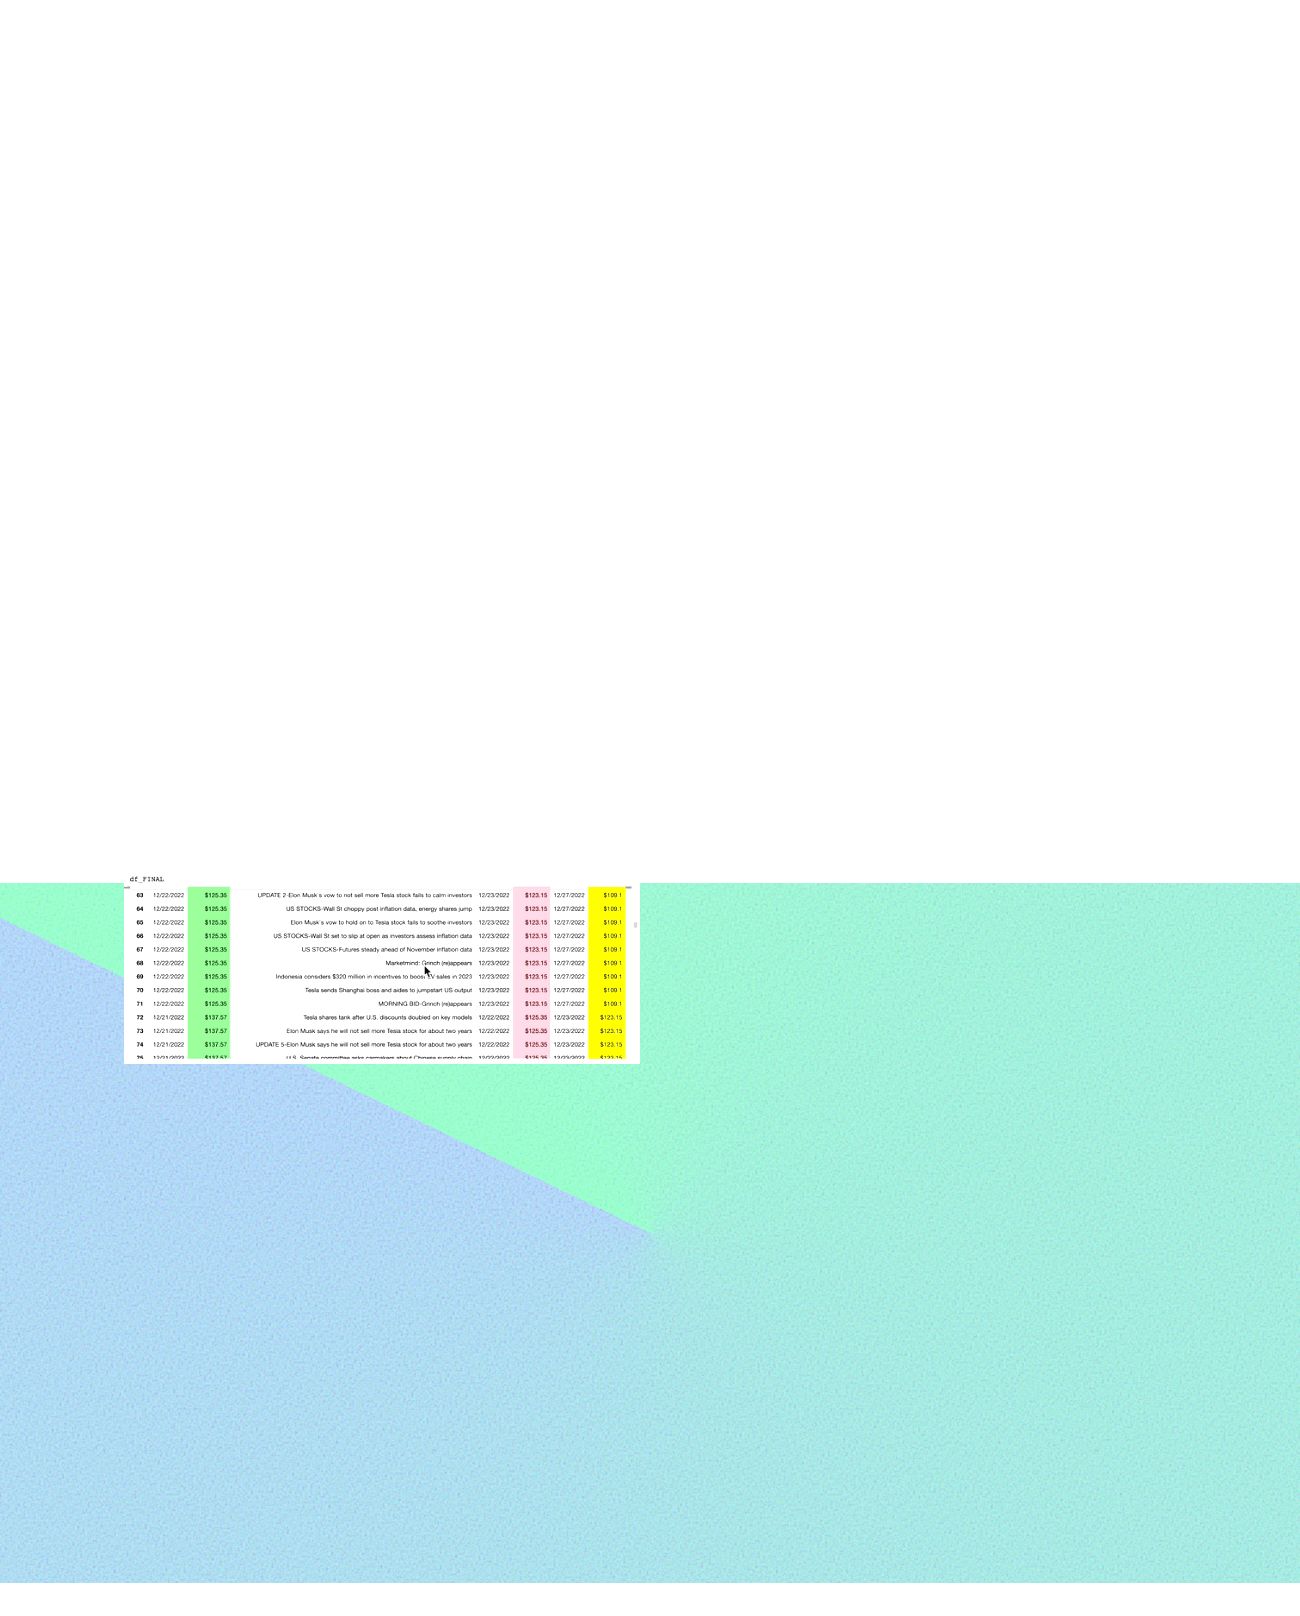 df_FINAL
63 12/22/2022 $125.35 UPDATE 2-Elon Musk's vow to not sell more Tesla stock fails to calm investors 12/23/2022 $123.15 12/27/2022 $109.1
64 12/22/2022 $125.35 US STOCKS-Wall St choppy post inflation data, energy shares jump 12/23/2022 $123.15 12/27/2022 $109.1
65 12/22/2022 $125.35 Elon Musk's vow to hold on to Tesla stock fails to soothe investors 12/23/2022 $123.15 12/27/2022 $109.1
66 12/22/2022 $125.35 US STOCKS-Wall St set to slip at open as investors assess inflation data 12/23/2022 $123.15 12/27/2022 $109.1
67 12/22/2022 $125.35 US STOCKS-Futures steady ahead of November inflation data 12/23/2022 $123.15 12/27/2022 $109.1
68 12/22/2022 $125.35 Marketmind: Grinch (re)appears 12/23/2022 $123.15 12/27/2022 $109.1
69 12/22/2022 $125.35 Indonesia considers $320 million in incentives to boost EV sales in 2023 12/23/2022 $123.15 12/27/2022 $109.1
70 12/22/2022 $125.35 Tesla sends Shanghai boss and aides to jumpstart US output 12/23/2022 $123.15 12/27/2022 $109.1
71 12/22/2022 $125.35 MORNING BID-Grinch (re)appears 12/23/2022 $123.15 12/27/2022 $109.1
72 12/21/2022 $137.57 Tesla shares tank after U.S. discounts doubled on key models 12/22/2022 $125.35 12/23/2022 $123.15
73 12/21/2022 $137.57 Elon Musk says he will not sell more Tesla stock for about two years 12/22/2022 $125.35 12/23/2022 $123.15
74 12/21/2022 $137.57 UPDATE 5-Elon Musk says he will not sell more Tesla stock for about two years 12/22/2022 $125.35 12/23/2022 $123.15
75 12/21/2022 $137.57 U.S. Senate committee asks carmakers about Chinese supply chain 12/22/2022 $125.35 12/23/2022 $123.15